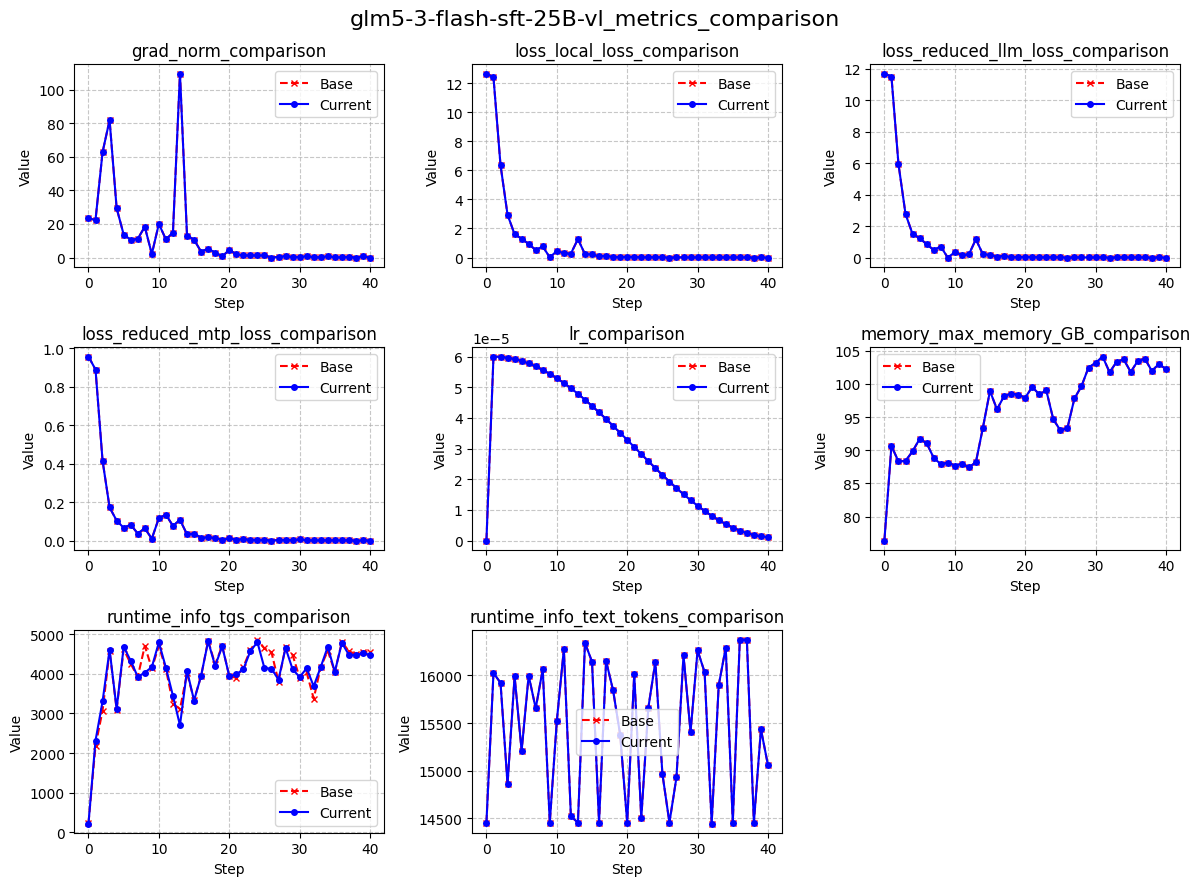 glm5-3-flash-sft-25B-vl_metrics_comparison
grad_norm_comparison
Value
100
80
60
40
20
0
0 10 20 30 40
Step
Base
Current
loss_local_loss_comparison
Value
12
10
8
6
4
2
0
0 10 20 30 40
Step
Base
Current
loss_reduced_llm_loss_comparison
Value
12
10
8
6
4
2
0
0 10 20 30 40
Step
Base
Current
loss_reduced_mtp_loss_comparison
Value
1.0
0.8
0.6
0.4
0.2
0.0
0 10 20 30 40
Step
Base
Current
lr_comparison
1e−5
Value
6
5
4
3
2
1
0
0 10 20 30 40
Step
Base
Current
memory_max_memory_GB_comparison
Value
105
100
95
90
85
80
0 10 20 30 40
Step
Base
Current
runtime_info_tgs_comparison
Value
5000
4000
3000
2000
1000
0
0 10 20 30 40
Step
Base
Current
runtime_info_text_tokens_comparison
Value
16000
15500
15000
14500
0 10 20 30 40
Step
Base
Current